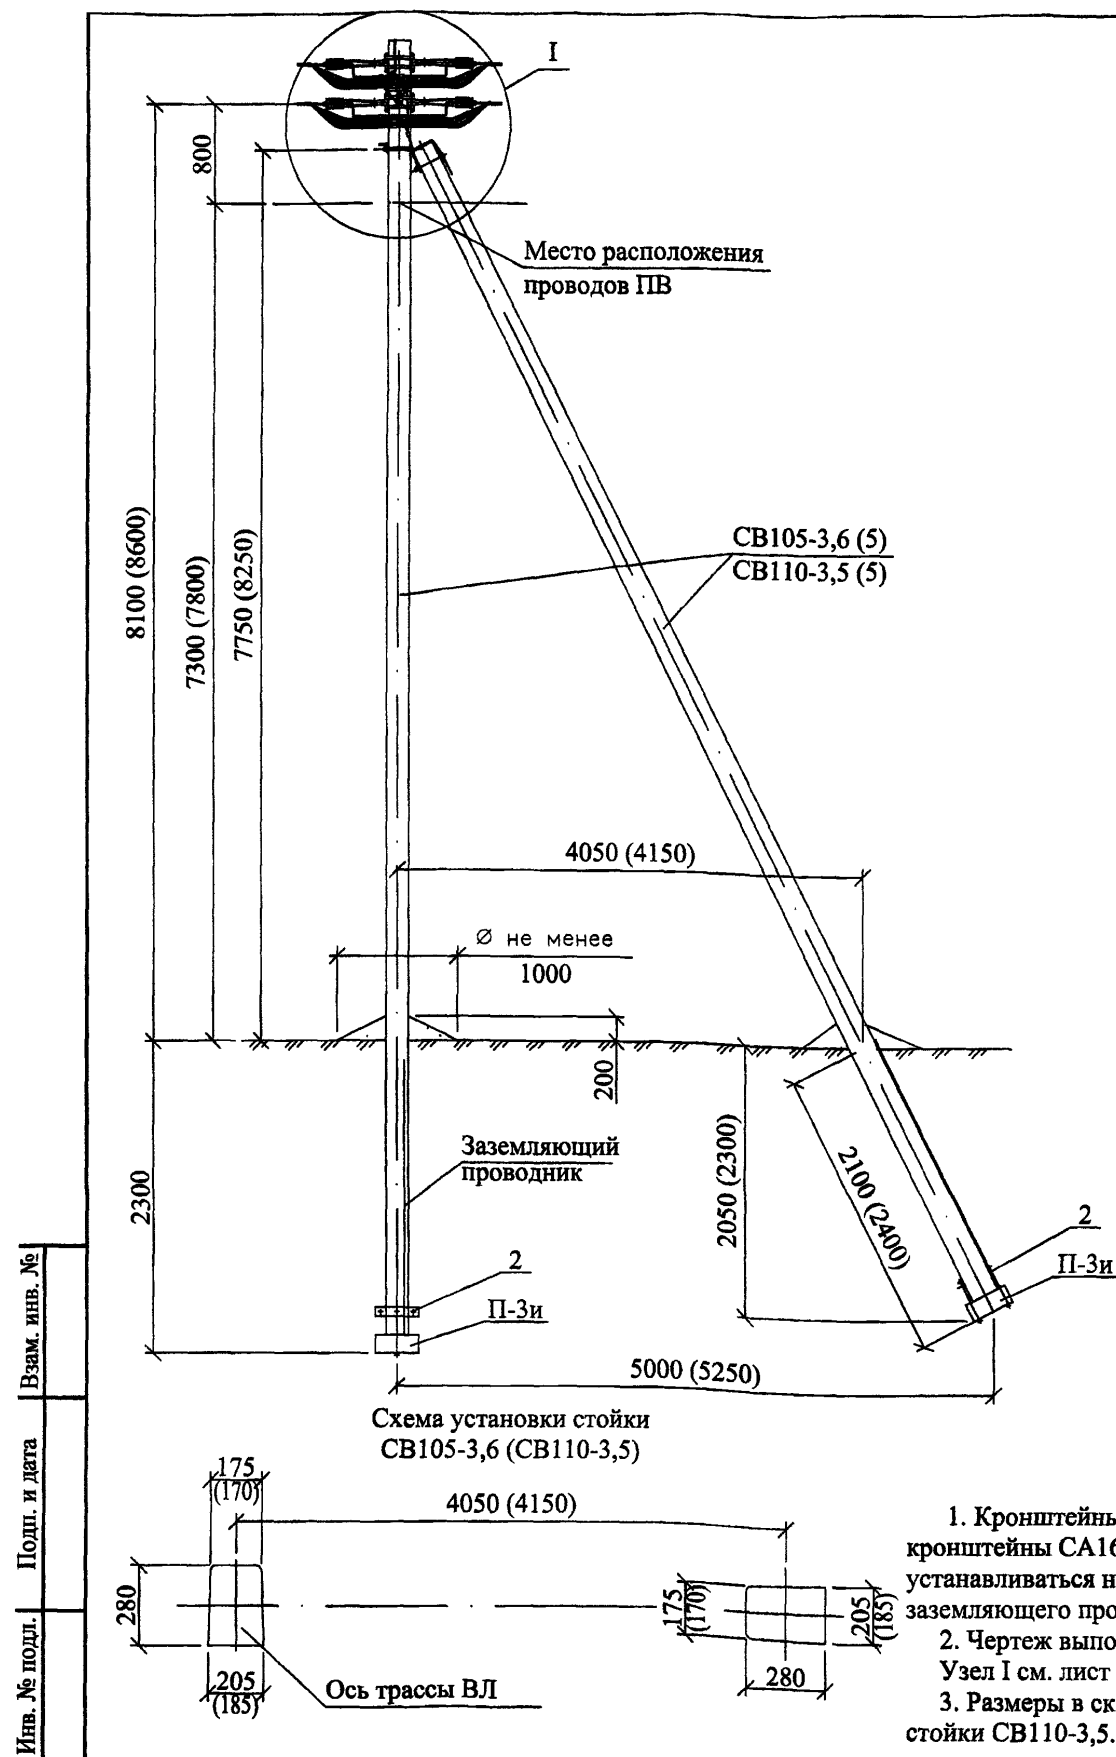 I
800
Место расположения
проводов ПВ
8100 (8600)
7300 (7800)
7750 (8250)
СВ105-3,6 (5)
СВ110-3,5 (5)
4050 (4150)
Ø не менее
1000
200
2300
Заземляющий
проводник
2050 (2300)
2100 (2400)
2
П-3и
2
П-3и
5000 (5250)
Схема установки стойки
СВ105-3,6 (СВ110-3,5)
175
(170)
4050 (4150)
280
205
(185)
Ось трассы ВЛ
175
(170)
205
(185)
280
1. Кронштейны
кронштейны СА16
устанавливаться н
заземляющего про
2. Чертеж выпо
Узел I см. лист
3. Размеры в ск
стойки СВ110-3,5.
Взам. инв. №
Подп. и дата
Инв. № подл.